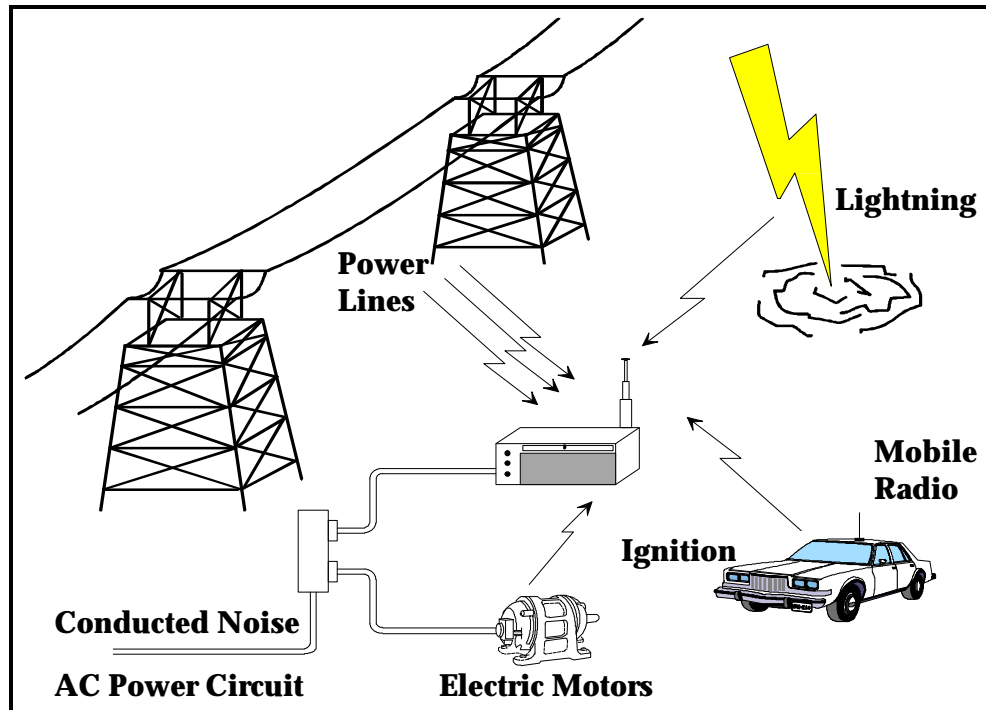 Lightning
Power
Lines
Mobile
Radio
Ignition
Conducted Noise
AC Power Circuit
Electric Motors